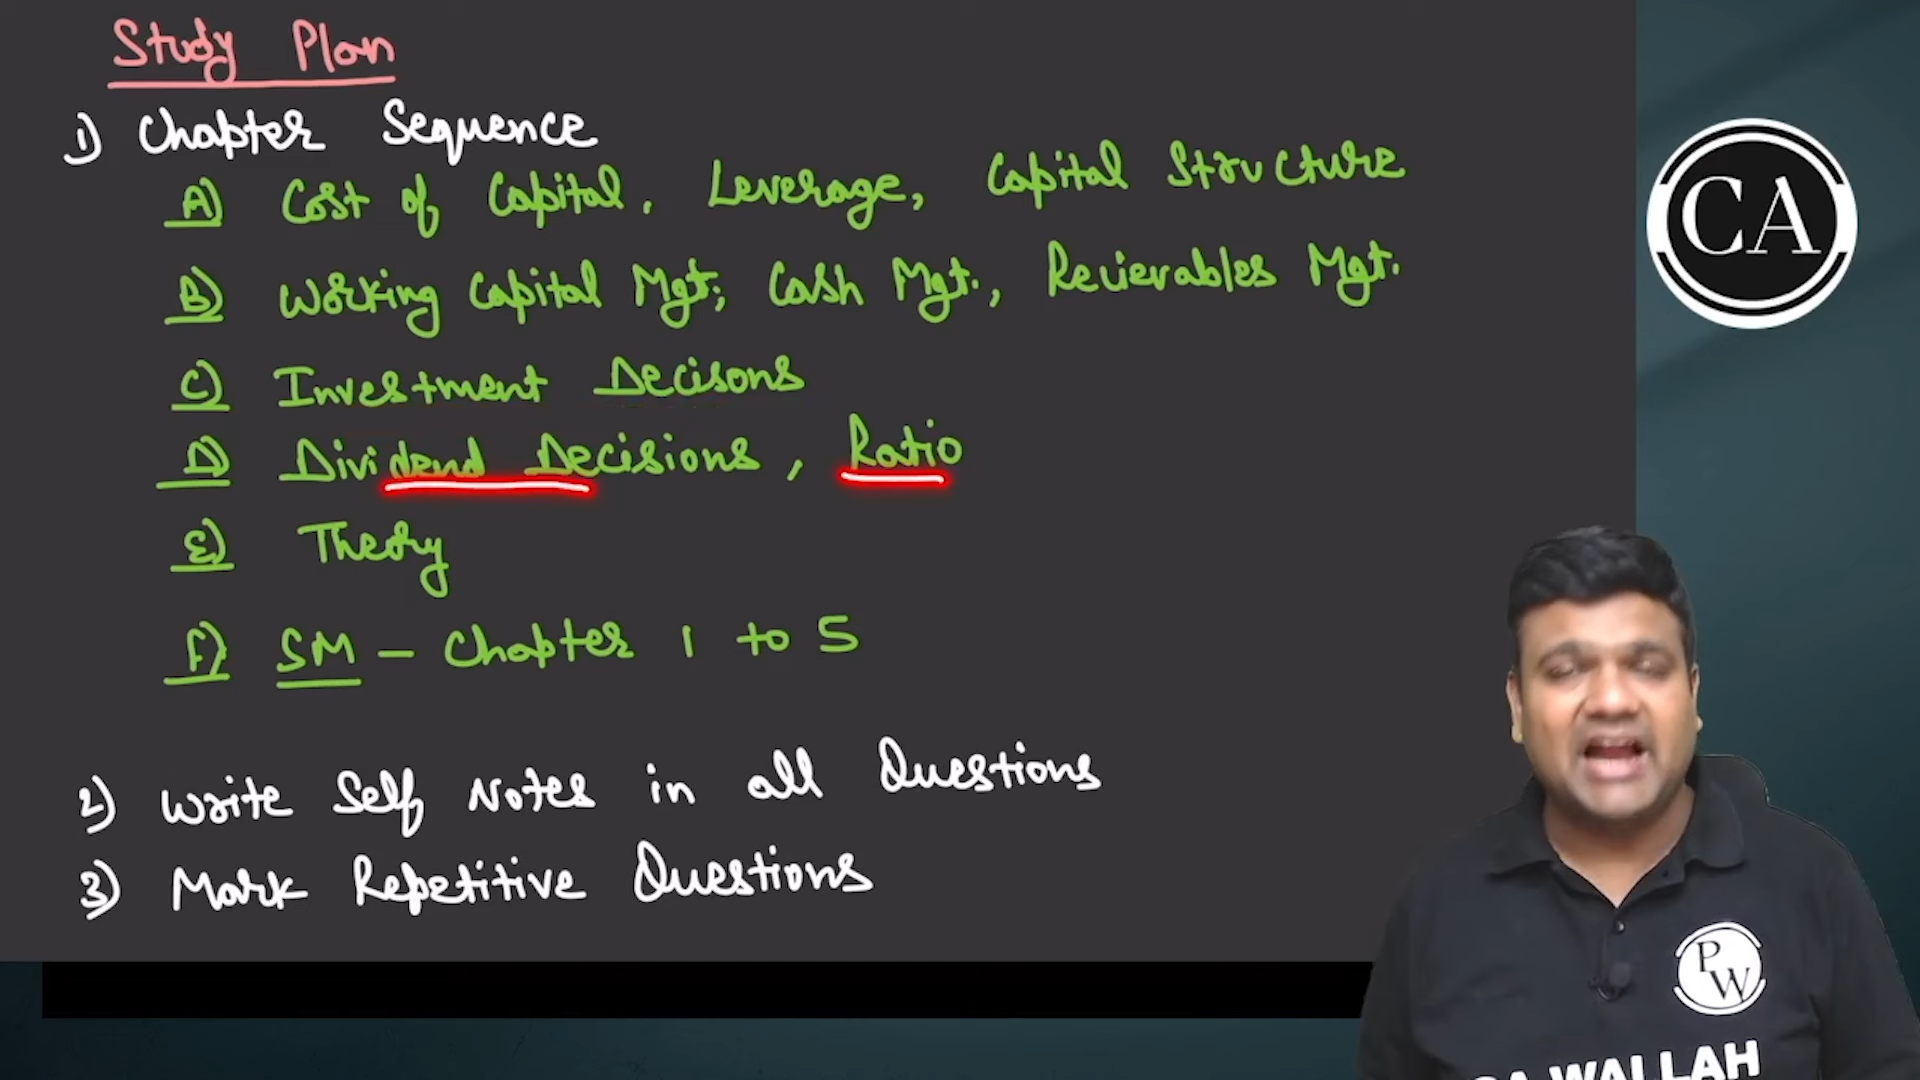 Study Plan
1) Chapter Sequence
A) Cost of Capital, Leverage, Capital Structure
B) Working Capital Mgt; Cash Mgt., Recievables Mgt.
C) Investment Decisons
D) Dividend Decisions, Ratio
E) Theory
F) SM - Chapter 1 to 5
2) Write Self Notes in all Questions
3) Mark Repetitive Questions
CA
PW
CA WALLAH